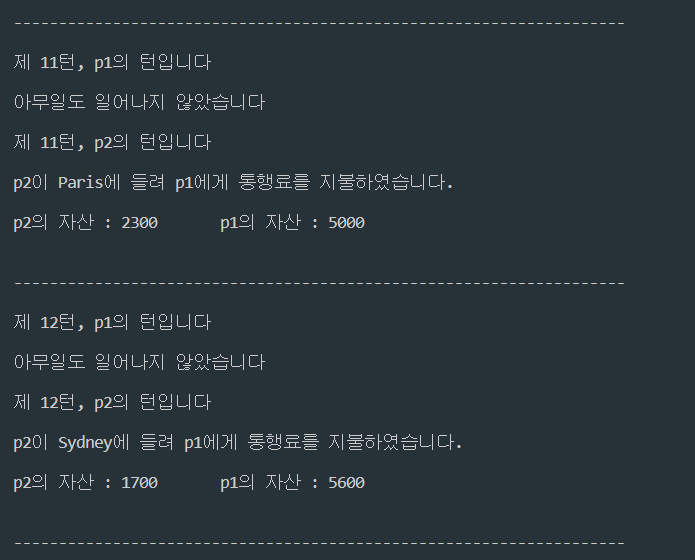 --------------------------------------------------------------------
제 11턴, p1의 턴입니다
아무일도 일어나지 않았습니다
제 11턴, p2의 턴입니다
p2이 Paris에 들려 p1에게 통행료를 지불하였습니다.
p2의 자산 : 2300 p1의 자산 : 5000
--------------------------------------------------------------------
제 12턴, p1의 턴입니다
아무일도 일어나지 않았습니다
제 12턴, p2의 턴입니다
p2이 Sydney에 들려 p1에게 통행료를 지불하였습니다.
p2의 자산 : 1700 p1의 자산 : 5600
--------------------------------------------------------------------